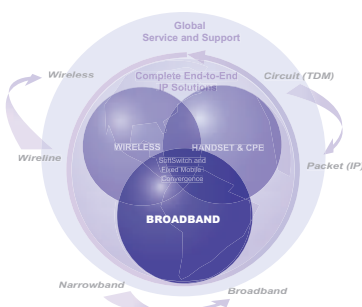 Global
Service and Support
Wireless
Complete End-to-End
IP Solutions
Circuit (TDM)
WIRELESS
HANDSET & CPE
Wireline
SoftSwitch and
Fixed Mobile
Convergence
Packet (IP)
BROADBAND
Narrowband
Broadband